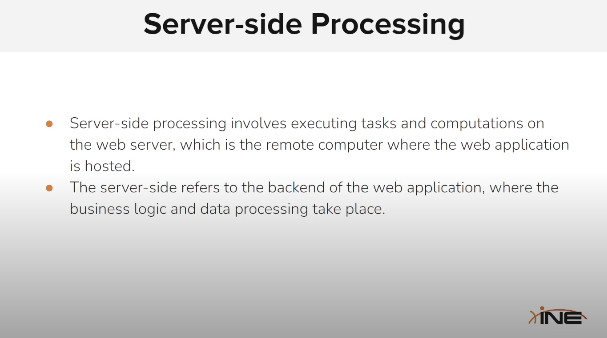 Server-side Processing
Server-side processing involves executing tasks and computations on
the web server, which is the remote computer where the web application
is hosted.
The server-side refers to the backend of the web application, where the
business logic and data processing take place.
INE